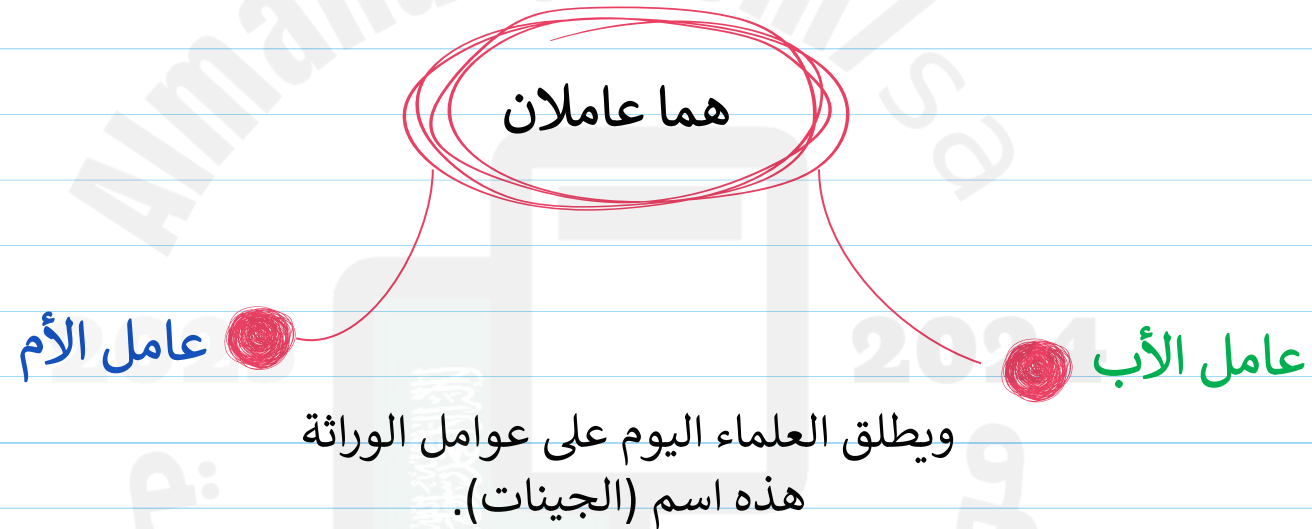 هما عاملان
عامل الأب
عامل الأم
ويطلق العلماء اليوم على عوامل الوراثة
هذه اسم (الجينات).